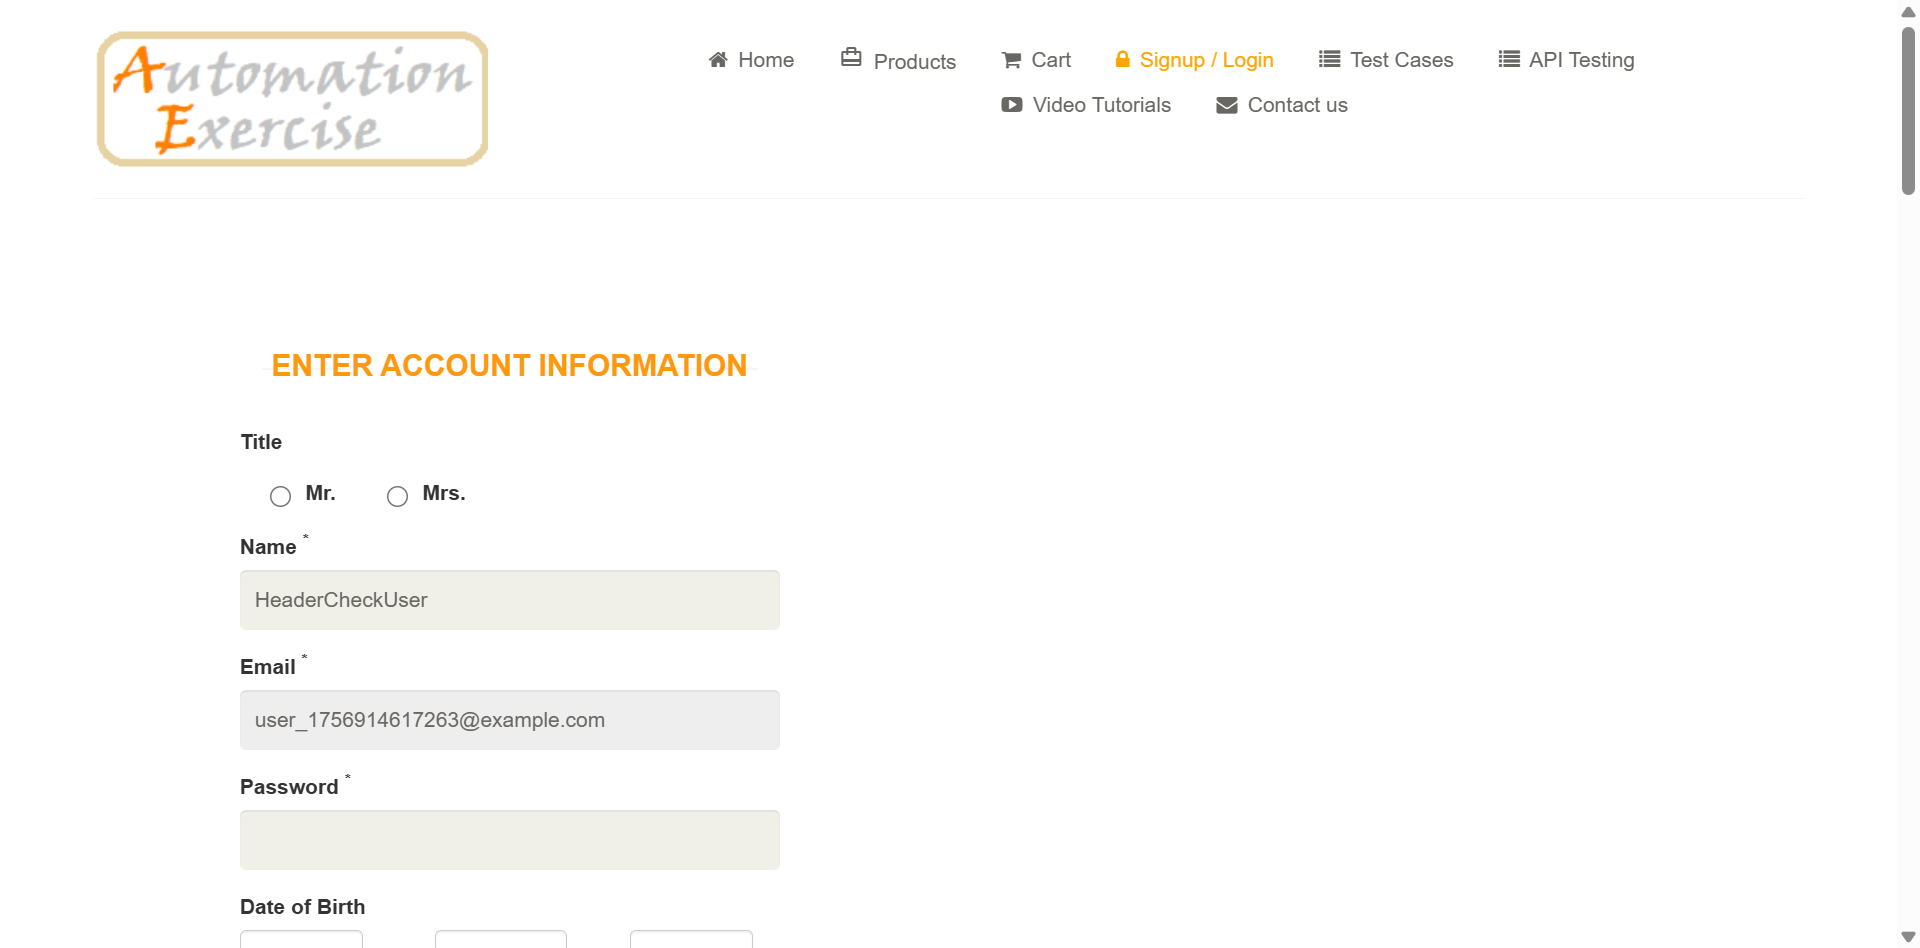 Automation
Exercise
Home Products Cart Signup / Login Test Cases API Testing
Video Tutorials Contact us
ENTER ACCOUNT INFORMATION
Title
Mr. Mrs.
Name *
HeaderCheckUser
Email *
user_1756914617263@example.com
Password *
Date of Birth